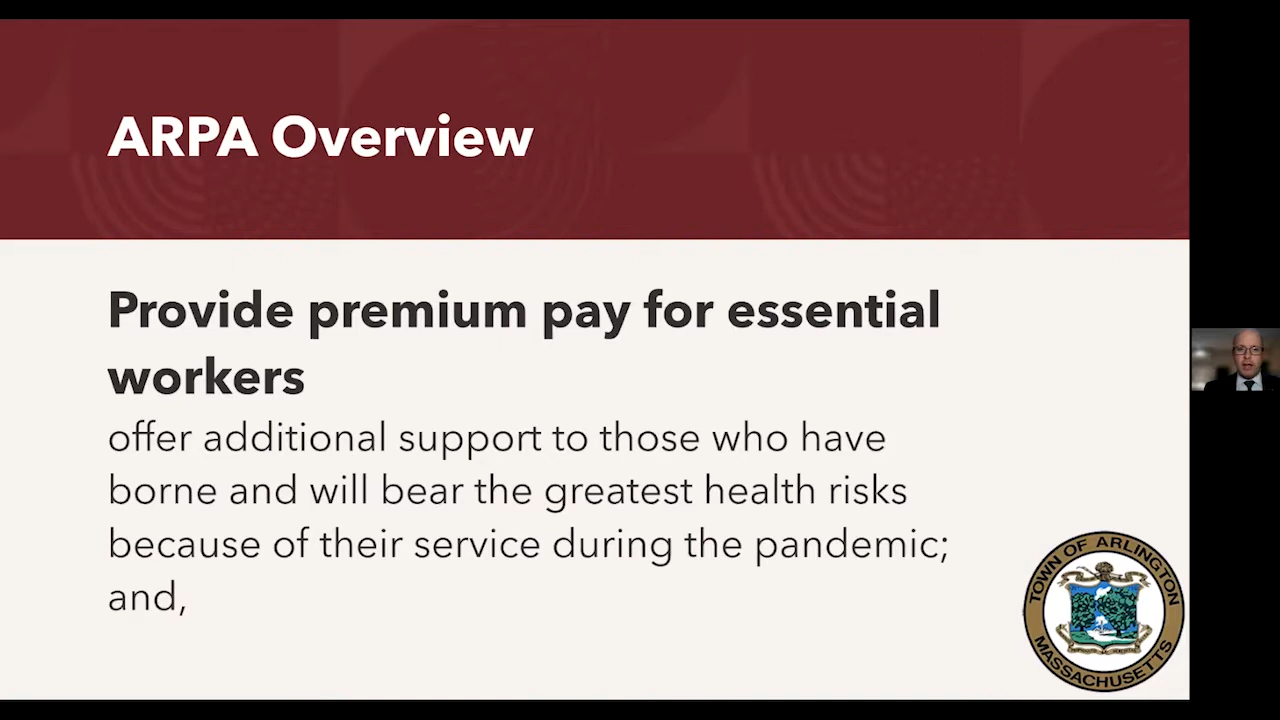 ARPA Overview
Provide premium pay for essential
workers
offer additional support to those who have
borne and will bear the greatest health risks
because of their service during the pandemic;
and,
TOWN OF ARLINGTON
MASSACHUSETTS